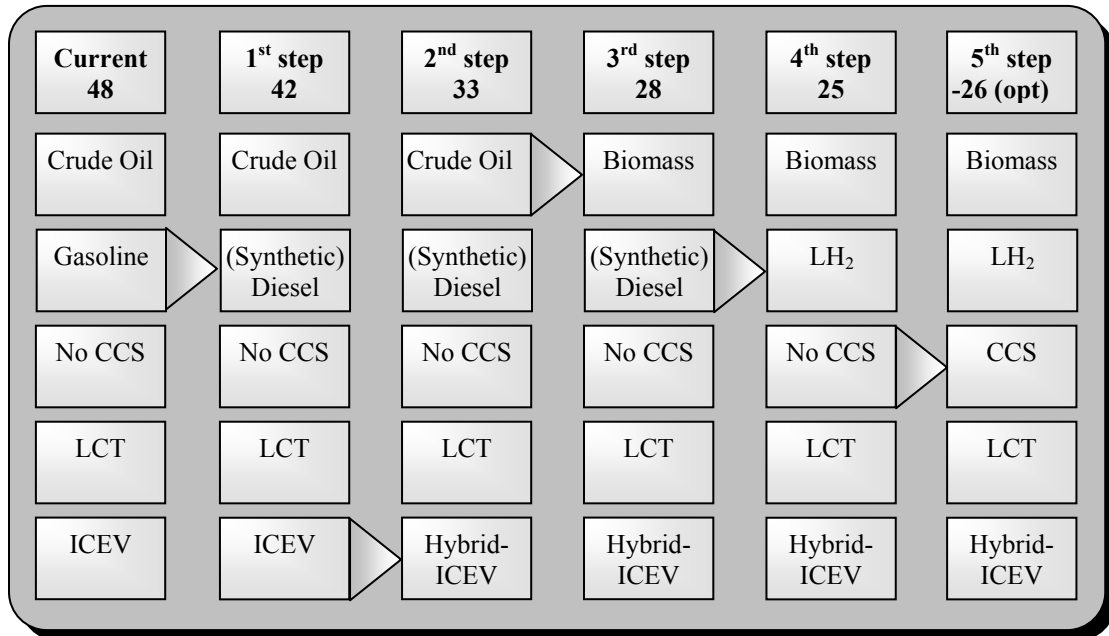 Current
48
1st step
42
2nd step
33
3rd step
28
4th step
25
5th step
-26 (opt)
Crude Oil
Crude Oil
Crude Oil
Biomass
Biomass
Biomass
Gasoline
(Synthetic)
Diesel
(Synthetic)
Diesel
(Synthetic)
Diesel
LH₂
LH₂
No CCS
No CCS
No CCS
No CCS
No CCS
CCS
LCT
LCT
LCT
LCT
LCT
LCT
ICEV
ICEV
Hybrid-
ICEV
Hybrid-
ICEV
Hybrid-
ICEV
Hybrid-
ICEV